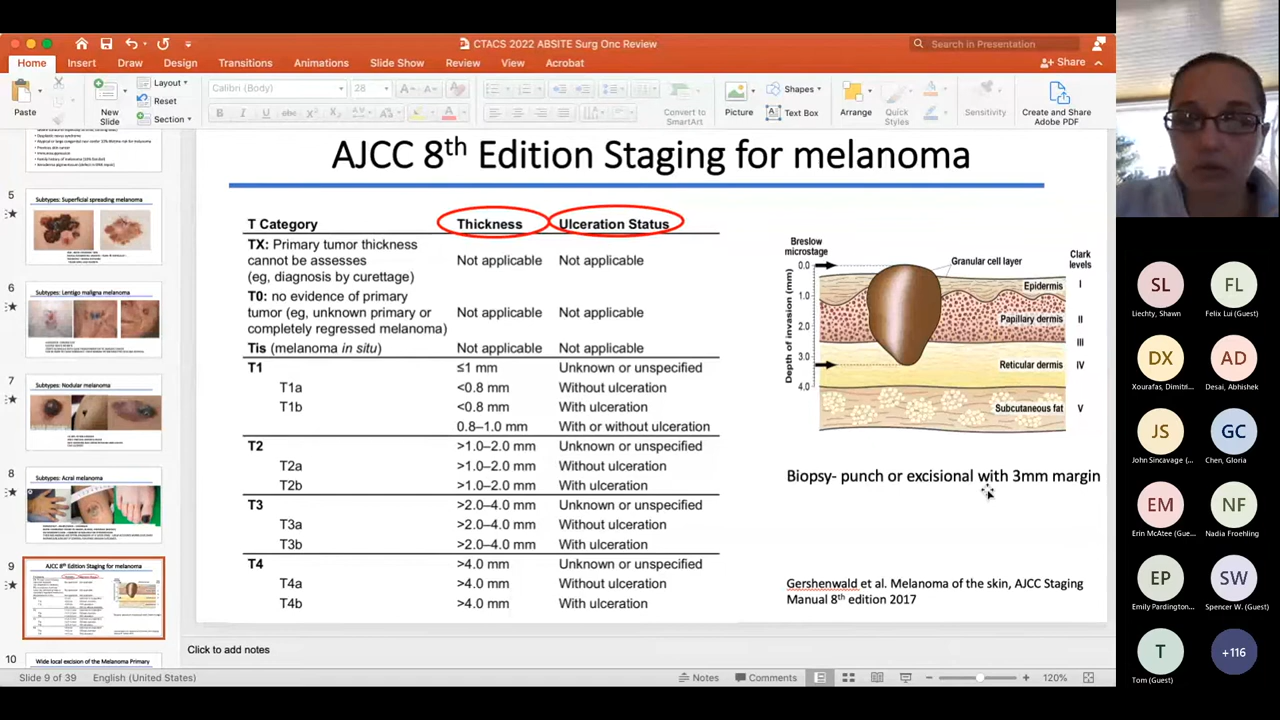 CTACS 2022 ABSITE Surg Onc Review
Search in Presentation
Home Insert Draw Design Transitions Animations Slide Show Review View Acrobat
Share
Paste
New Slide
Layout
Reset
Section
Calibri (Body) 28
Convert to SmartArt
Picture
Shapes
Text Box
Arrange
Quick Styles
Sensitivity
Create and Share Adobe PDF
5
Subtypes: Superficial spreading melanoma
6
Subtypes: Lentigo maligna melanoma
7
Subtypes: Nodular melanoma
8
Subtypes: Acral melanoma
9
AJCC 8th Edition Staging for melanoma
10
Wide local excision of the Melanoma Primary
AJCC 8th Edition Staging for melanoma
T Category Thickness Ulceration Status
TX: Primary tumor thickness
cannot be assesses Not applicable Not applicable
(eg, diagnosis by curettage)
T0: no evidence of primary
tumor (eg, unknown primary or Not applicable Not applicable
completely regressed melanoma)
Tis (melanoma in situ) Not applicable Not applicable
T1 ≤1 mm Unknown or unspecified
T1a <0.8 mm Without ulceration
T1b <0.8 mm With ulceration
0.8–1.0 mm With or without ulceration
T2 >1.0–2.0 mm Unknown or unspecified
T2a >1.0–2.0 mm Without ulceration
T2b >1.0–2.0 mm With ulceration
T3 >2.0–4.0 mm Unknown or unspecified
T3a >2.0–4.0 mm Without ulceration
T3b >2.0–4.0 mm With ulceration
T4 >4.0 mm Unknown or unspecified
T4a >4.0 mm Without ulceration
T4b >4.0 mm With ulceration
Breslow microstage
Granular cell layer
Clark levels
Depth of invasion (mm)
0.0
1.0
2.0
3.0
4.0
Epidermis I
Papillary dermis II
III
Reticular dermis IV
Subcutaneous fat V
Biopsy- punch or excisional with 3mm margin
Gershenwald et al. Melanoma of the skin, AJCC Staging
Manual 8th edition 2017
Click to add notes
Slide 9 of 39 English (United States) Notes Comments 120%
SL FL
Liechty, Shawn Felix Lui (Guest)
DX AD
Xourafas, Dimitri... Desai, Abhishek
JS GC
John Sincavage (... Chen, Gloria
EM NF
Erin McAtee (Gue... Nadia Froehling
EP SW
Emily Pardington... Spencer W. (Guest)
T +116
Tom (Guest)